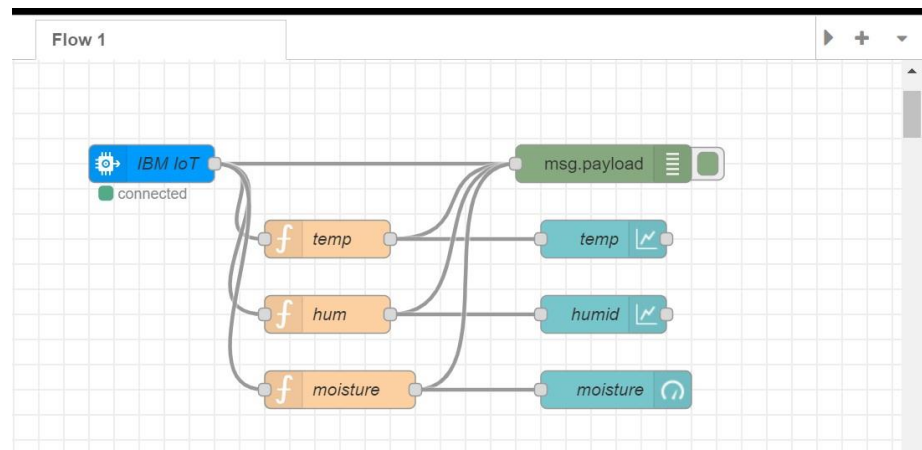 Flow 1
IBM IoT
msg.payload
connected
temp
temp
hum
humid
moisture
moisture